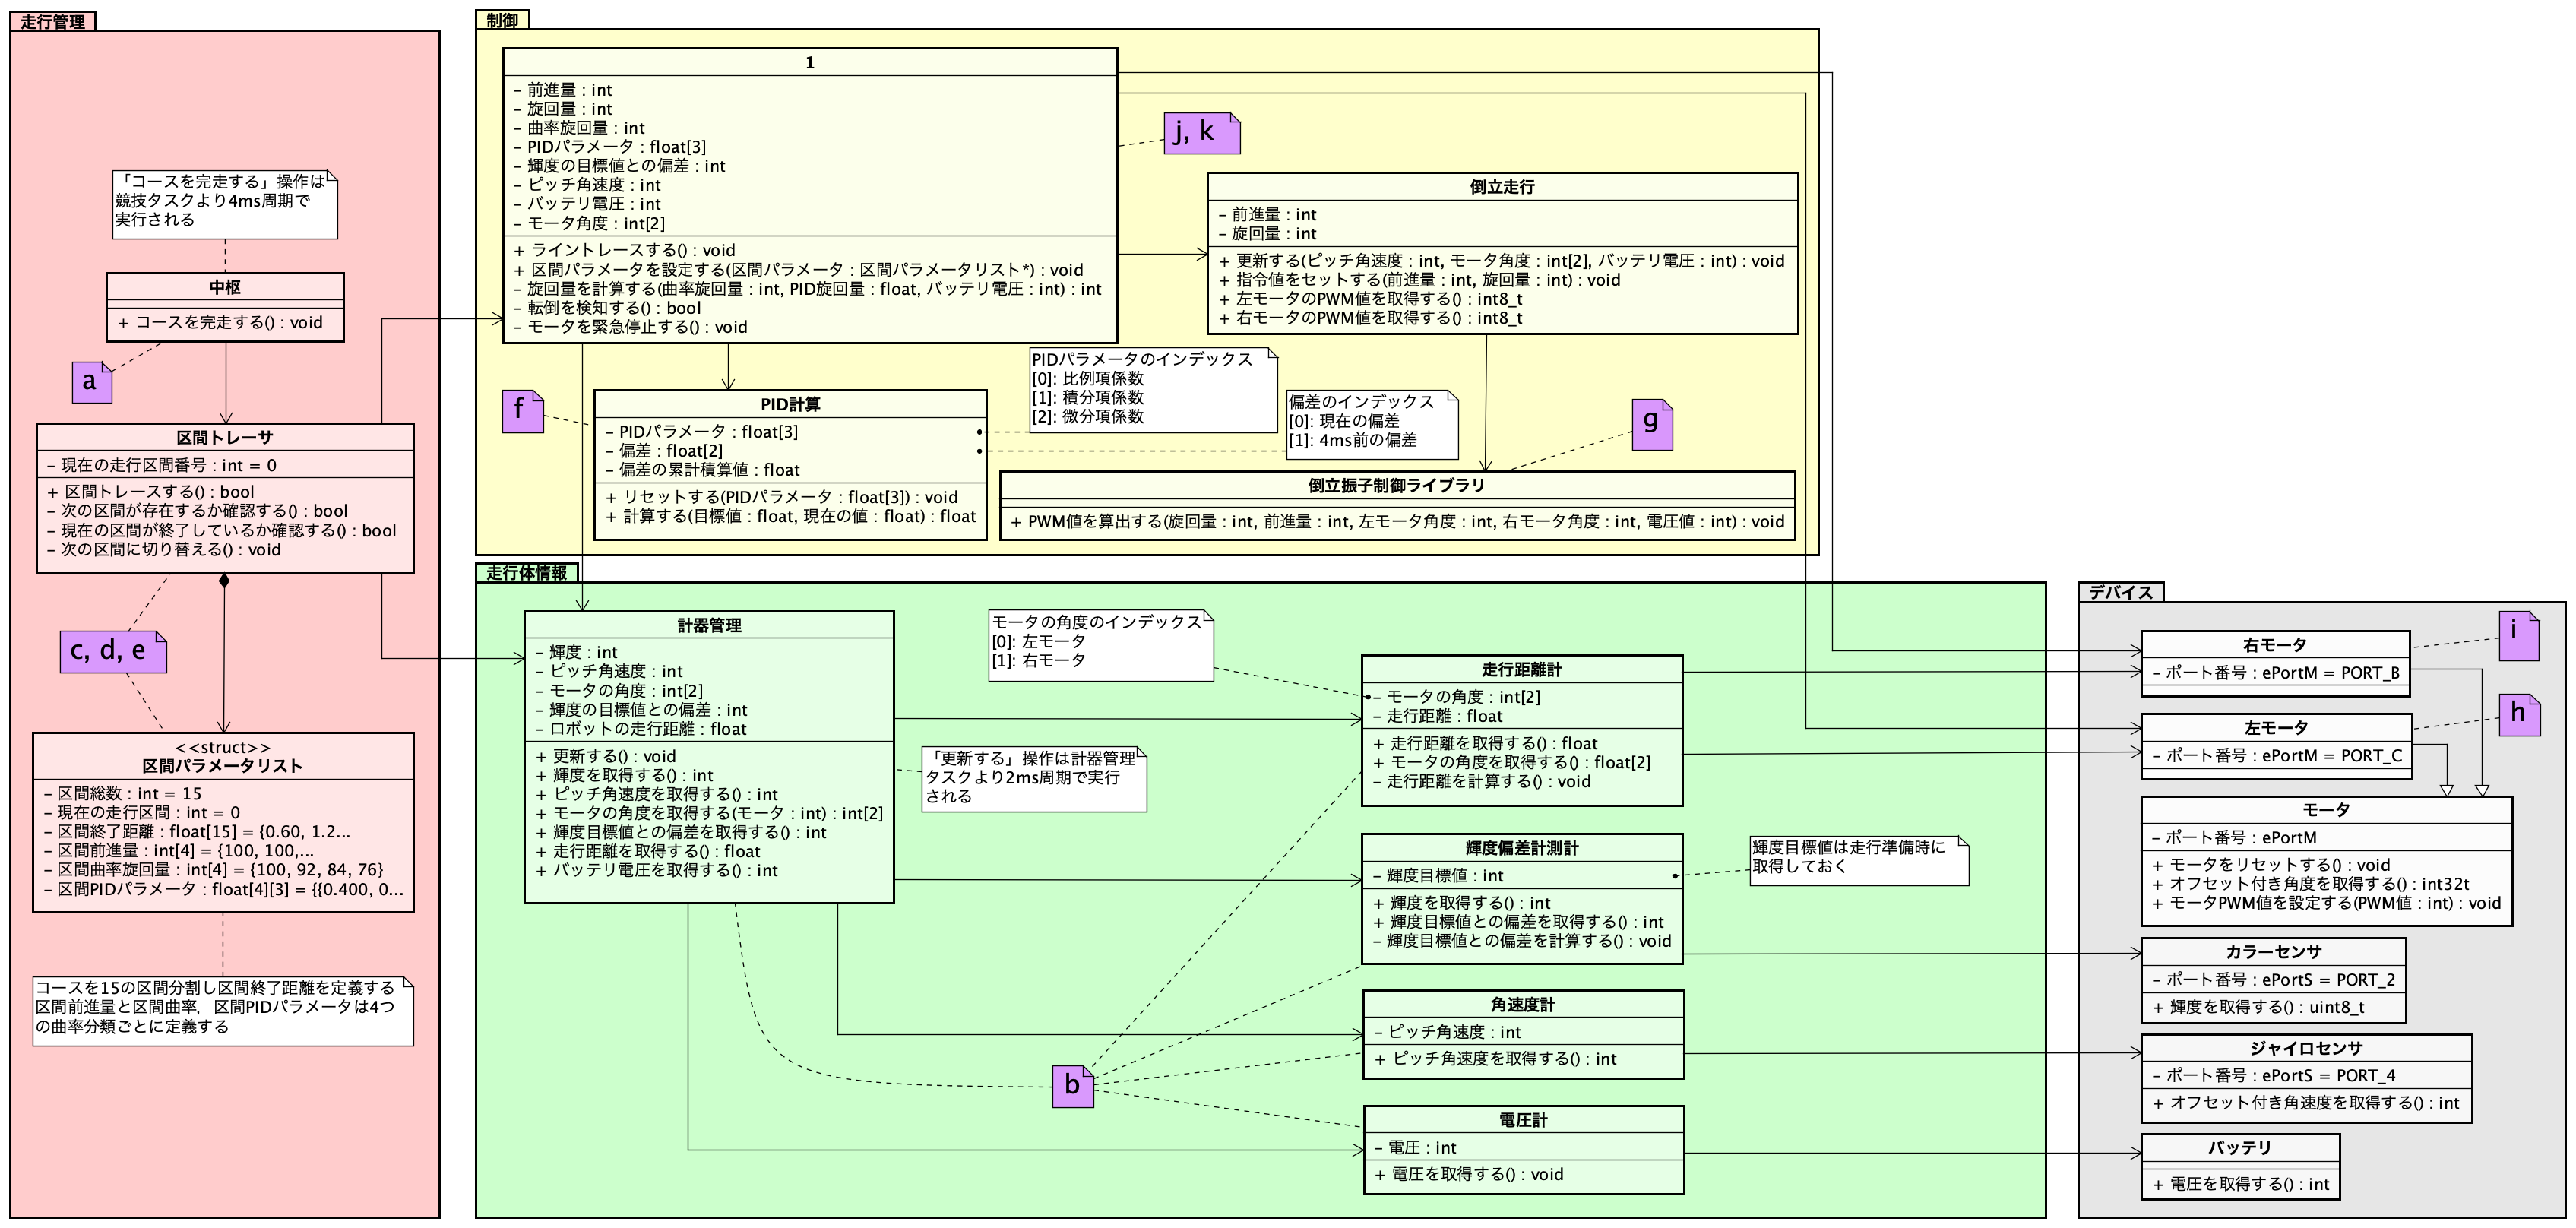 走行管理
「コースを完走する」操作は
競技タスクより4ms周期で
実行される
中枢
+ コースを完走する() : void
a
区間トレーサ
– 現在の走行区間番号 : int = 0
+ 区間トレースする() : bool
– 次の区間が存在するか確認する() : bool
– 現在の区間が終了しているか確認する() : bool
– 次の区間に切り替える() : void
c, d, e
<<struct>>
区間パラメータリスト
– 区間総数 : int = 15
– 現在の走行区間 : int = 0
– 区間終了距離 : float[15] = {0.60, 1.2...
– 区間前進量 : int[4] = {100, 100,...
– 区間曲率旋回量 : int[4] = {100, 92, 84, 76}
– 区間PIDパラメータ : float[4][3] = {{0.400, 0...
コースを15の区間分割し区間終了距離を定義する
区間前進量と区間曲率，区間PIDパラメータは4つ
の曲率分類ごとに定義する
制御
1
– 前進量 : int
– 旋回量 : int
– 曲率旋回量 : int
– PIDパラメータ : float[3]
– 輝度の目標値との偏差 : int
– ピッチ角速度 : int
– バッテリ電圧 : int
– モータ角度 : int[2]
+ ライントレースする() : void
+ 区間パラメータを設定する(区間パラメータ : 区間パラメータリスト*) : void
– 旋回量を計算する(曲率旋回量 : int, PID旋回量 : float, バッテリ電圧 : int) : int
– 転倒を検知する() : bool
– モータを緊急停止する() : void
j, k
倒立走行
– 前進量 : int
– 旋回量 : int
+ 更新する(ピッチ角速度 : int, モータ角度 : int[2], バッテリ電圧 : int) : void
+ 指令値をセットする(前進量 : int, 旋回量 : int) : void
+ 左モータのPWM値を取得する() : int8_t
+ 右モータのPWM値を取得する() : int8_t
f
PID計算
– PIDパラメータ : float[3]
– 偏差 : float[2]
– 偏差の累計積算値 : float
+ リセットする(PIDパラメータ : float[3]) : void
+ 計算する(目標値 : float, 現在の値 : float) : float
PIDパラメータのインデックス
[0]: 比例項係数
[1]: 積分項係数
[2]: 微分項係数
偏差のインデックス
[0]: 現在の偏差
[1]: 4ms前の偏差
g
倒立振子制御ライブラリ
+ PWM値を算出する(旋回量 : int, 前進量 : int, 左モータ角度 : int, 右モータ角度 : int, 電圧値 : int) : void
走行体情報
計器管理
– 輝度 : int
– ピッチ角速度 : int
– モータの角度 : int[2]
– 輝度の目標値との偏差 : int
– ロボットの走行距離 : float
+ 更新する() : void
+ 輝度を取得する() : int
+ ピッチ角速度を取得する() : int
+ モータの角度を取得する(モータ : int) : int[2]
+ 輝度目標値との偏差を取得する() : int
+ 走行距離を取得する() : float
+ バッテリ電圧を取得する() : int
モータの角度のインデックス
[0]: 左モータ
[1]: 右モータ
「更新する」操作は計器管理
タスクより2ms周期で実行
される
走行距離計
– モータの角度 : int[2]
– 走行距離 : float
+ 走行距離を取得する() : float
+ モータの角度を取得する() : float[2]
– 走行距離を計算する() : void
輝度偏差計測計
– 輝度目標値 : int
+ 輝度を取得する() : int
+ 輝度目標値との偏差を取得する() : int
– 輝度目標値との偏差を計算する() : void
輝度目標値は走行準備時に
取得しておく
角速度計
– ピッチ角速度 : int
+ ピッチ角速度を取得する() : int
b
電圧計
– 電圧 : int
+ 電圧を取得する() : void
デバイス
i
右モータ
– ポート番号 : ePortM = PORT_B
h
左モータ
– ポート番号 : ePortM = PORT_C
モータ
– ポート番号 : ePortM
+ モータをリセットする() : void
+ オフセット付き角度を取得する() : int32t
+ モータPWM値を設定する(PWM値 : int) : void
カラーセンサ
– ポート番号 : ePortS = PORT_2
+ 輝度を取得する() : uint8_t
ジャイロセンサ
– ポート番号 : ePortS = PORT_4
+ オフセット付き角速度を取得する() : int
バッテリ
+ 電圧を取得する() : int